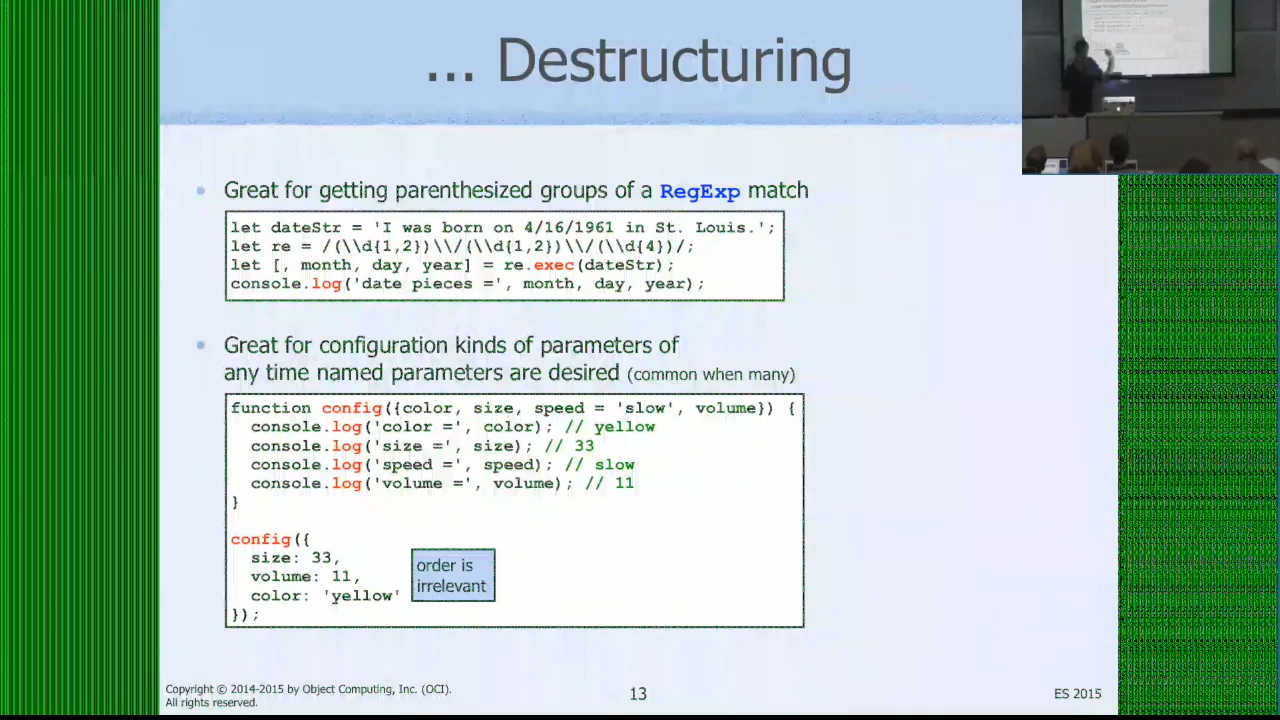 ... Destructuring
• Great for getting parenthesized groups of a RegExp match
let dateStr = 'I was born on 4/16/1961 in St. Louis.';
let re = /(\\d{1,2})\\/(\\d{1,2})\\/(\\d{4})/;
let [, month, day, year] = re.exec(dateStr);
console.log('date pieces =', month, day, year);
• Great for configuration kinds of parameters of
any time named parameters are desired (common when many)
function config({color, size, speed = 'slow', volume}) {
  console.log('color =', color); // yellow
  console.log('size =', size); // 33
  console.log('speed =', speed); // slow
  console.log('volume =', volume); // 11
}
config({
  size: 33,
  volume: 11,
  color: 'yellow'
});
order is
irrelevant
Copyright © 2014-2015 by Object Computing, Inc. (OCI).
All rights reserved.
13
ES 2015